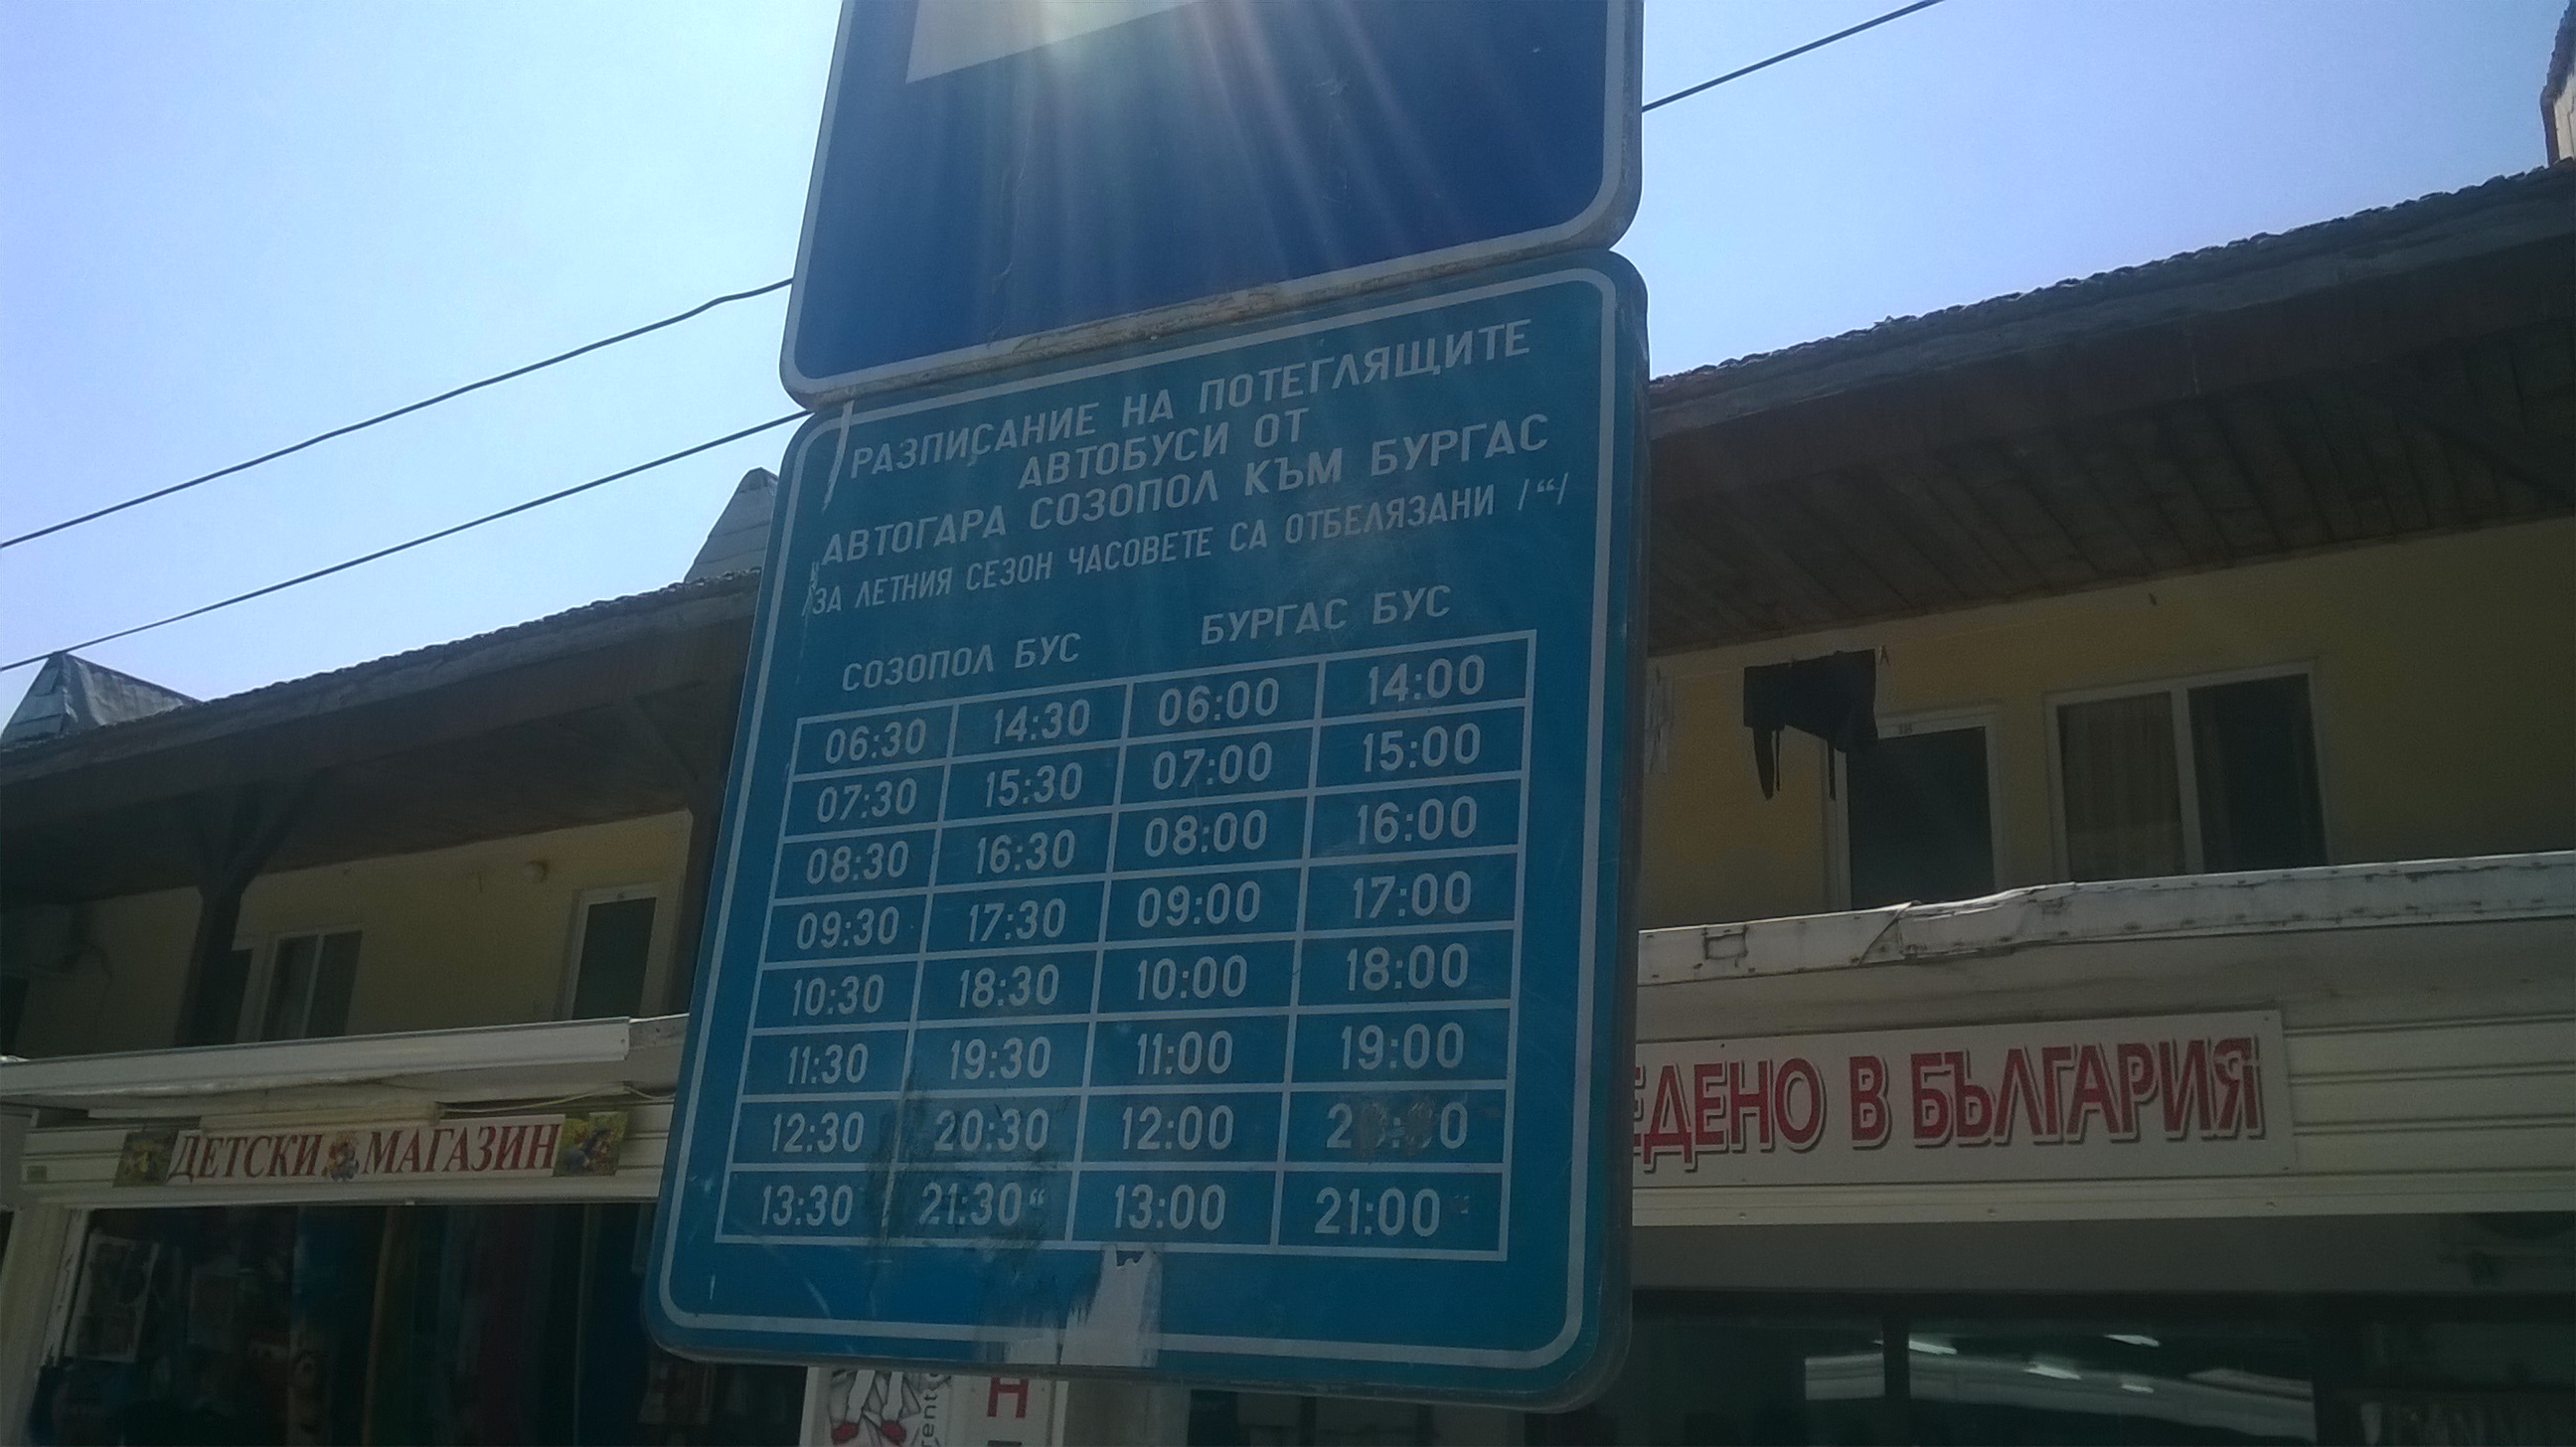 РАЗПИСАНИЕ НА ПОТЕГЛЯЩИТЕ
АВТОБУСИ ОТ
АВТОГАРА СОЗОПОЛ КЪМ БУРГАС
/ЗА ЛЕТНИЯ СЕЗОН ЧАСОВЕТЕ СА ОТБЕЛЯЗАНИ /“/
СОЗОПОЛ БУС БУРГАС БУС
06:30 14:30 06:00 14:00
07:30 15:30 07:00 15:00
08:30 16:30 08:00 16:00
09:30 17:30 09:00 17:00
10:30 18:30 10:00 18:00
11:30 19:30 11:00 19:00
12:30 20:30 12:00
13:30 21:30“ 13:00 21:00“
ДЕТСКИ МАГАЗИН
ЕДЕНО В БЪЛГАРИЯ
rent
Н